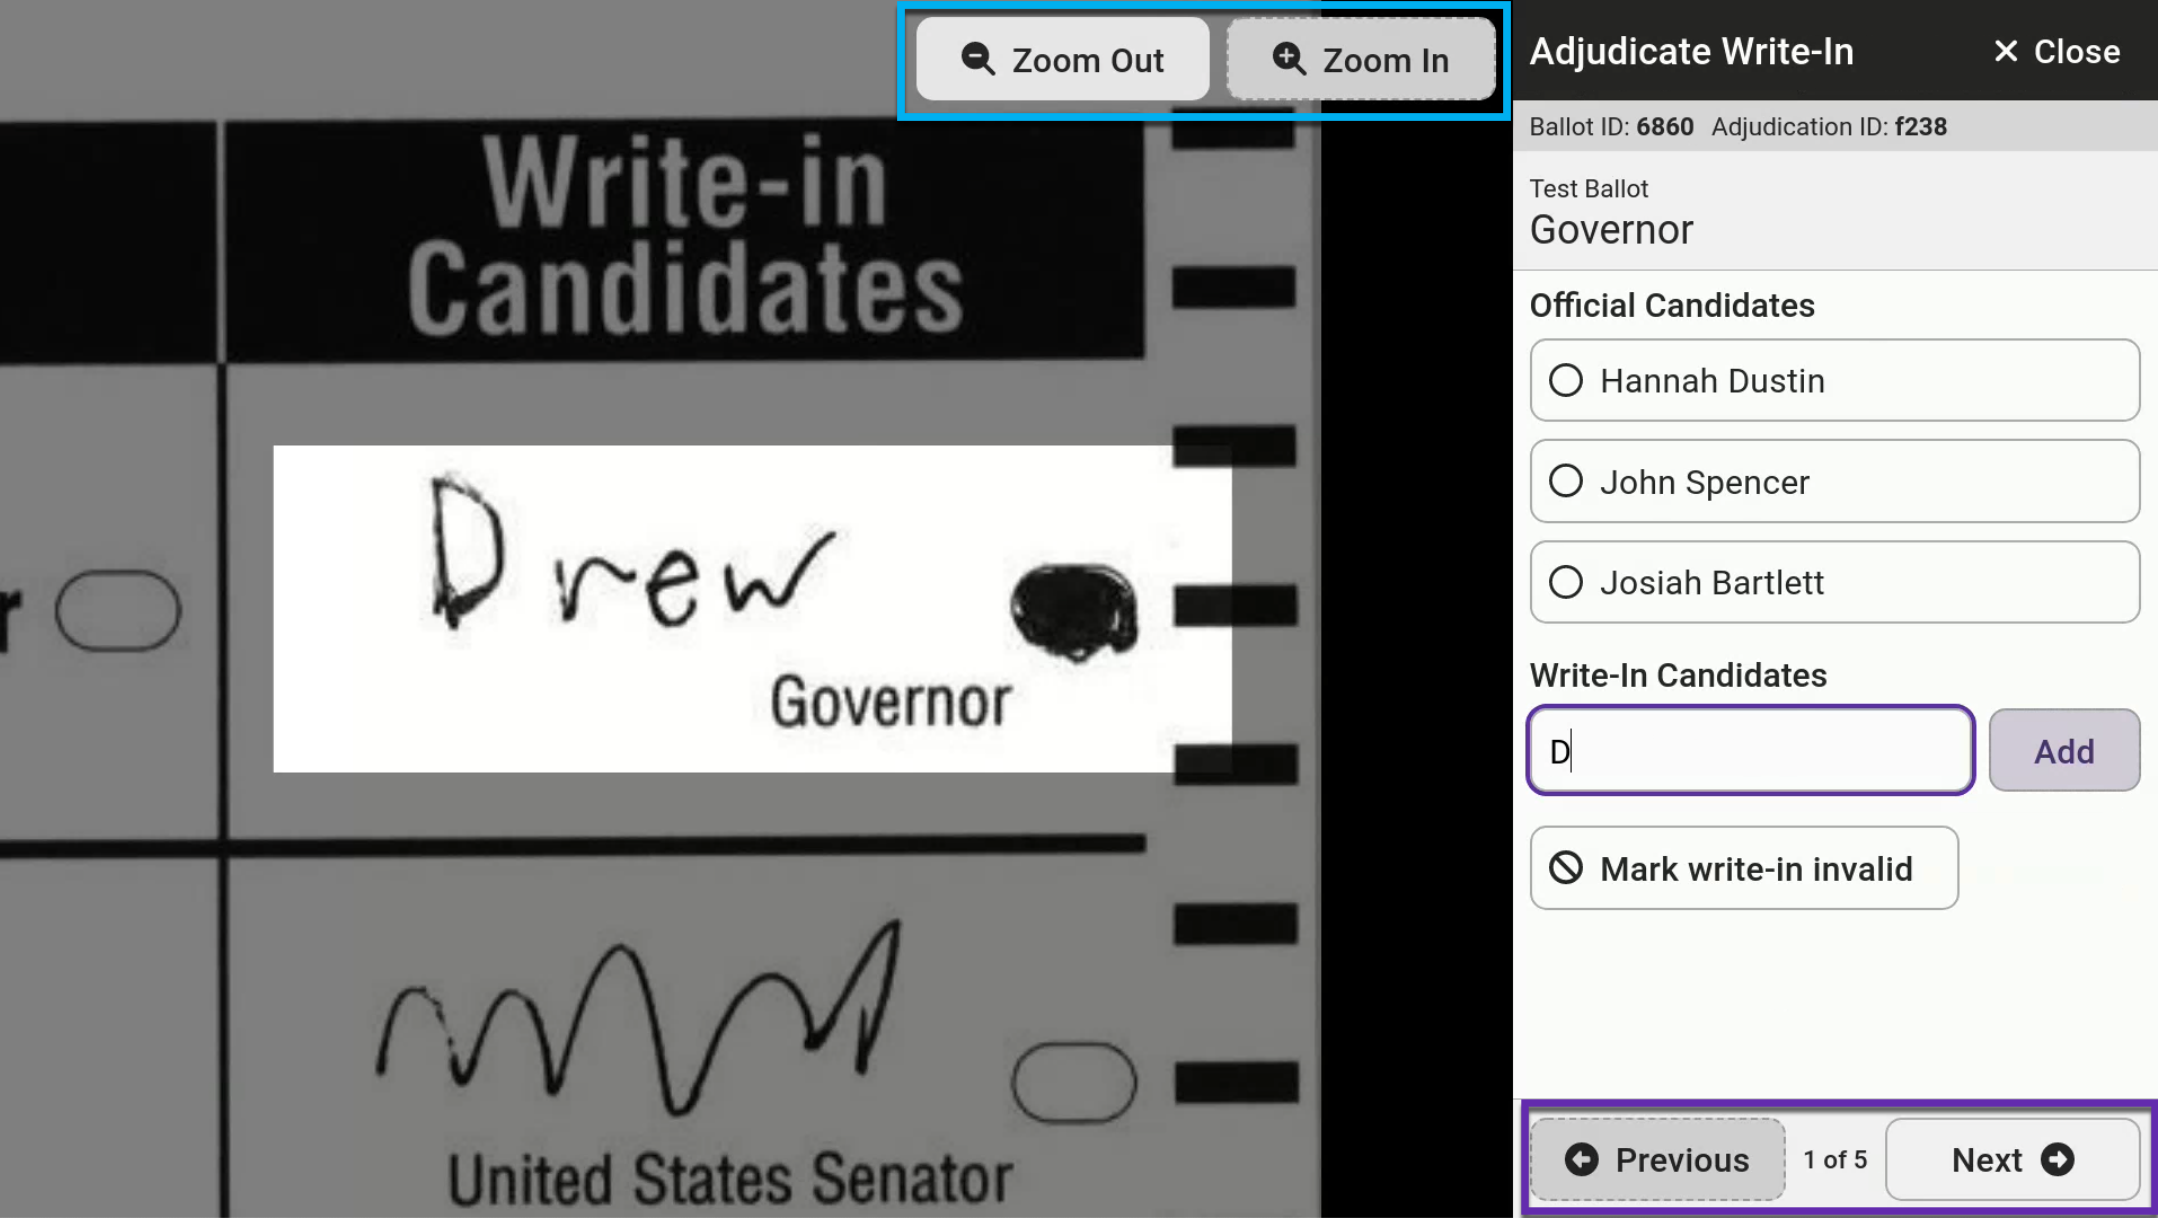 Zoom Out
Zoom In
Adjudicate Write-In
Close
Ballot ID: 6860 Adjudication ID: f238
Test Ballot
Governor
Official Candidates
Hannah Dustin
John Spencer
Josiah Bartlett
Write-In Candidates
D
Add
Mark write-in invalid
Previous
1 of 5
Next
Write-in
Candidates
Drew
Governor
United States Senator